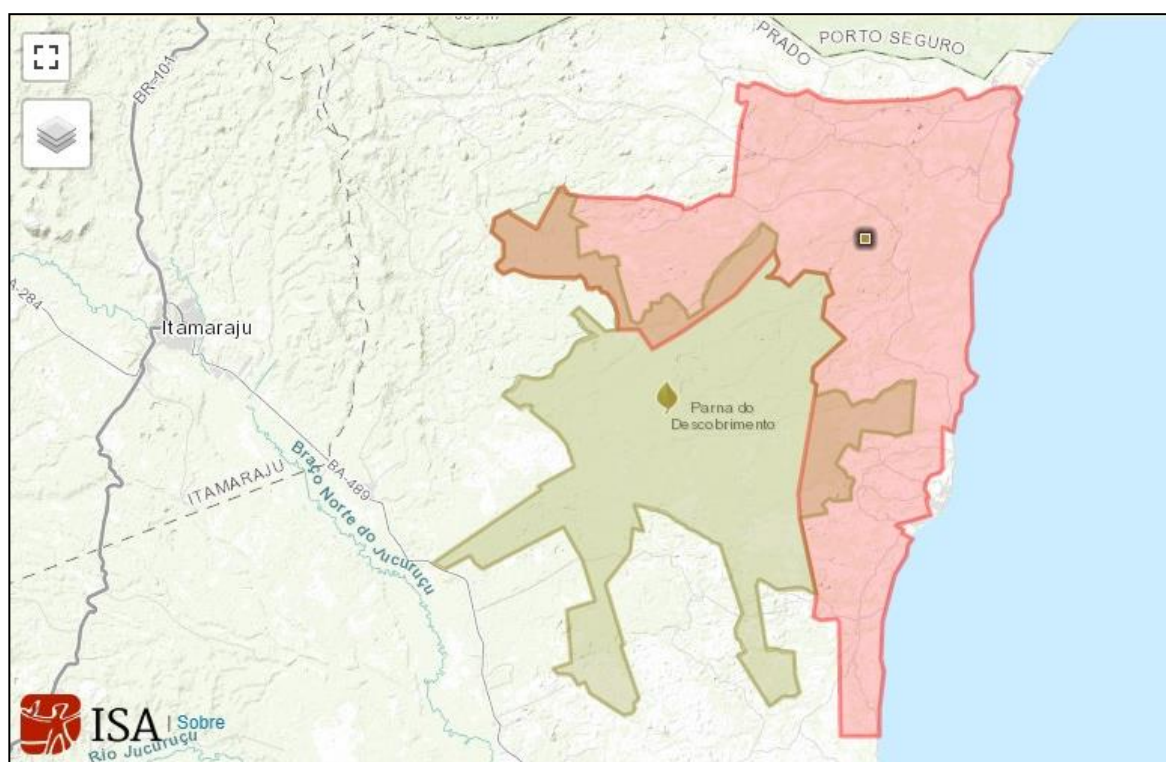 BR-101
PRADO
PORTO SEGURO
A-284
Itamaraju
Parna do
Descobrimento
ITAMARAJU
BA-489
Braço Norte do Jucuruçu
ISA | Sobre
Rio Jucuruçu